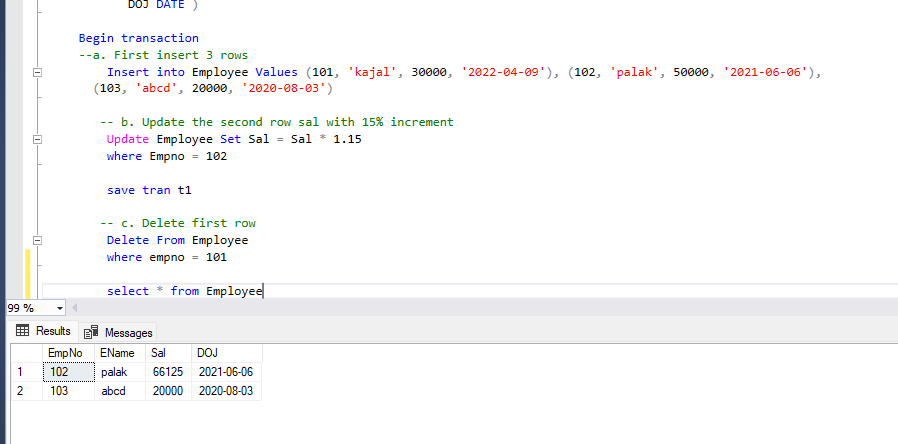 DOJ DATE )
Begin transaction
--a. First insert 3 rows
Insert into Employee Values (101, 'kajal', 30000, '2022-04-09'), (102, 'palak', 50000, '2021-06-06'),
(103, 'abcd', 20000, '2020-08-03')
-- b. Update the second row sal with 15% increment
Update Employee Set Sal = Sal * 1.15
where Empno = 102
save tran t1
-- c. Delete first row
Delete From Employee
where empno = 101
select * from Employee
99 %
Results Messages
EmpNo EName Sal DOJ
1 102 palak 66125 2021-06-06
2 103 abcd 20000 2020-08-03